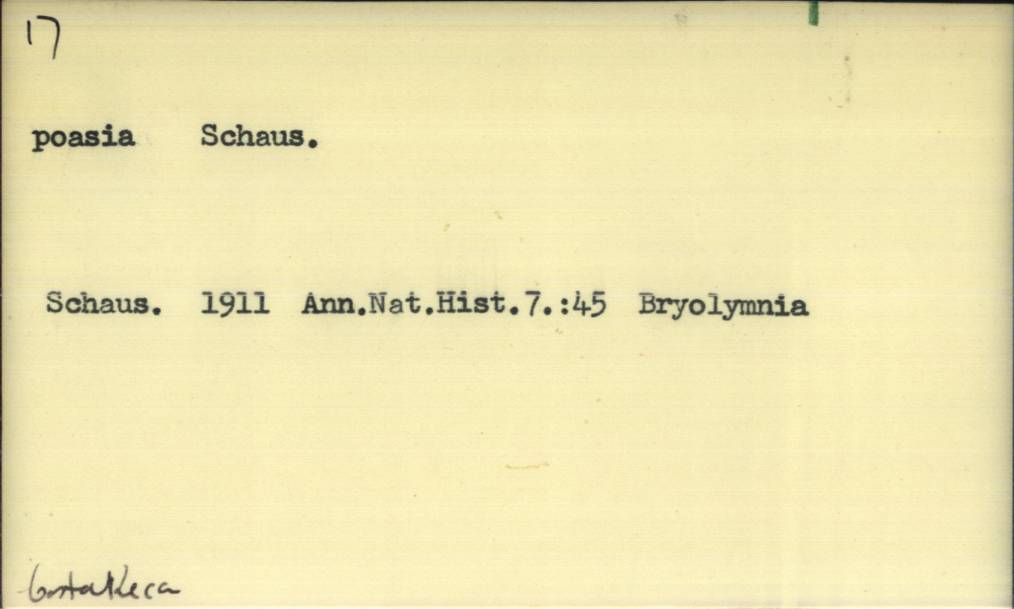 17
poasia Schaus.
Schaus. 1911 Ann.Nat.Hist.7.:45 Bryolymnia
Costa Rica